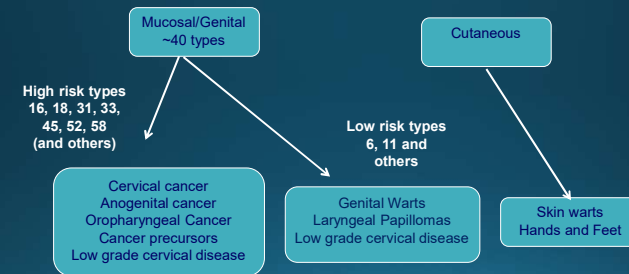 Mucosal/Genital
~40 types
Cutaneous
High risk types
16, 18, 31, 33,
45, 52, 58
(and others)
Low risk types
6, 11 and
others
Cervical cancer
Anogenital cancer
Oropharyngeal Cancer
Cancer precursors
Low grade cervical disease
Genital Warts
Laryngeal Papillomas
Low grade cervical disease
Skin warts
Hands and Feet